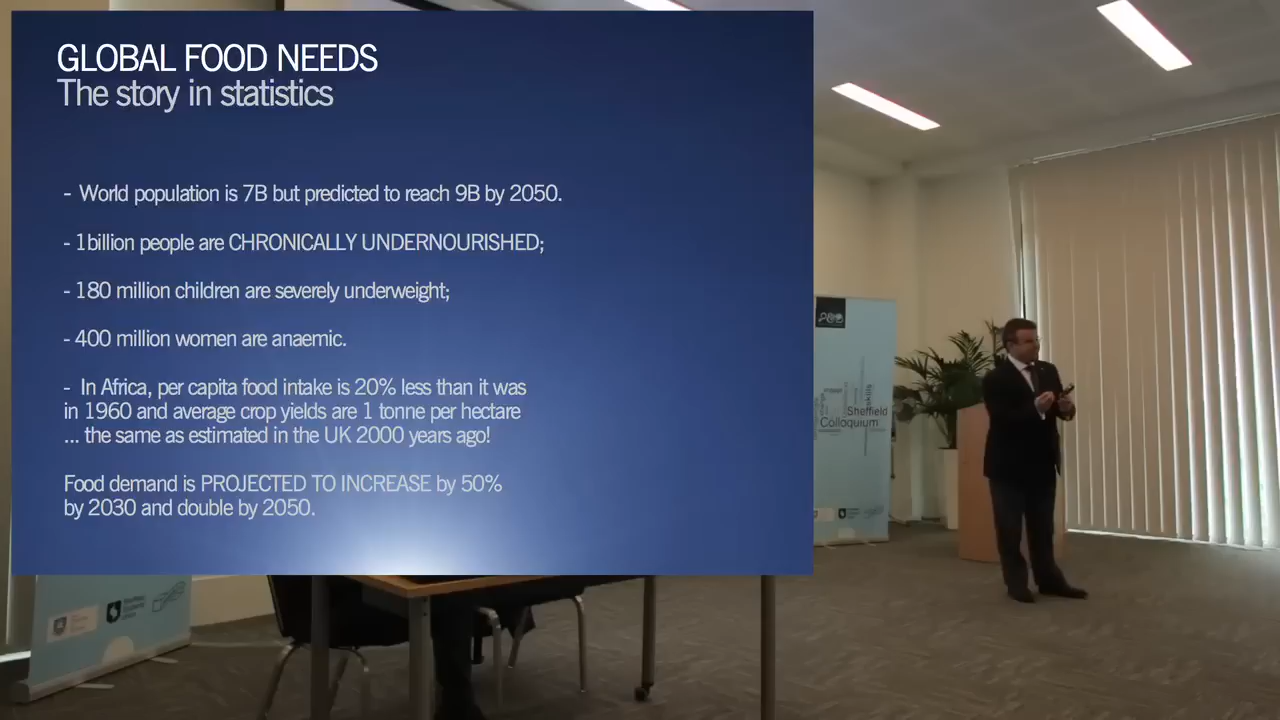 GLOBAL FOOD NEEDS
The story in statistics
- World population is 7B but predicted to reach 9B by 2050.
- 1billion people are CHRONICALLY UNDERNOURISHED;
- 180 million children are severely underweight;
- 400 million women are anaemic.
- In Africa, per capita food intake is 20% less than it was
in 1960 and average crop yields are 1 tonne per hectare
... the same as estimated in the UK 2000 years ago!
Food demand is PROJECTED TO INCREASE by 50%
by 2030 and double by 2050.
skills
Sheffield
Colloquium